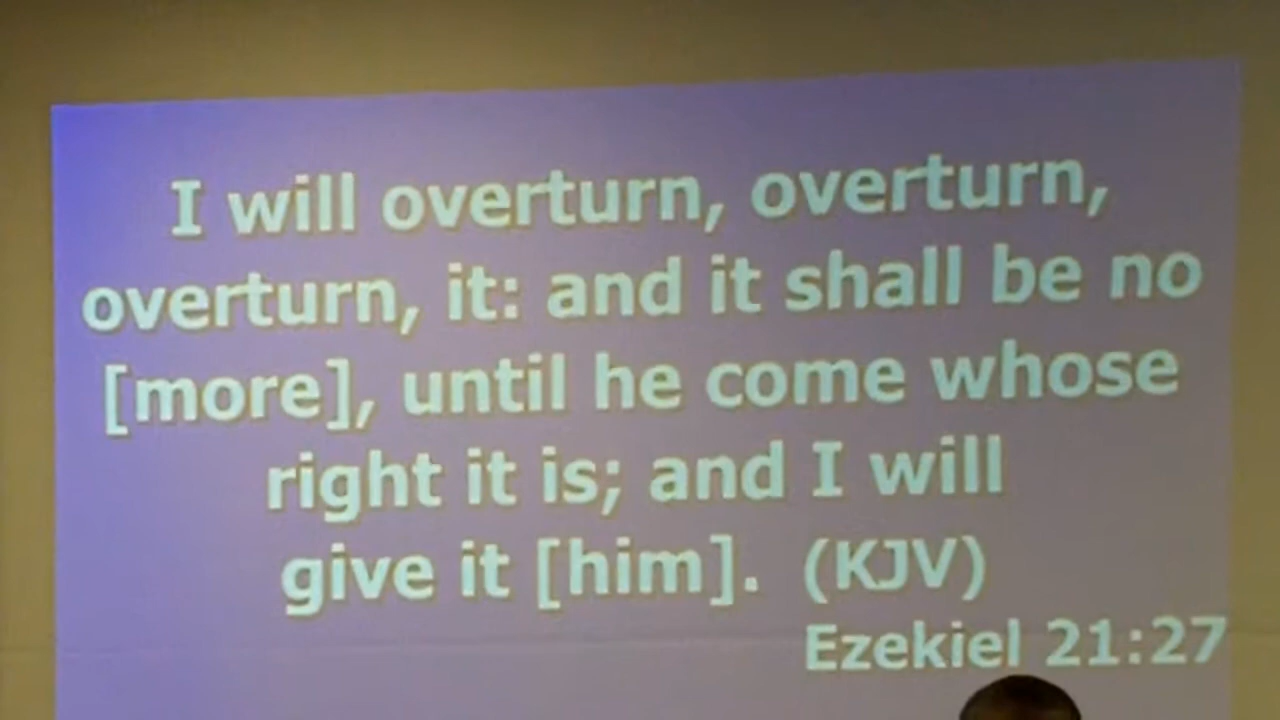 I will overturn, overturn,
overturn, it: and it shall be no
[more], until he come whose
right it is; and I will
give it [him]. (KJV)
Ezekiel 21:27